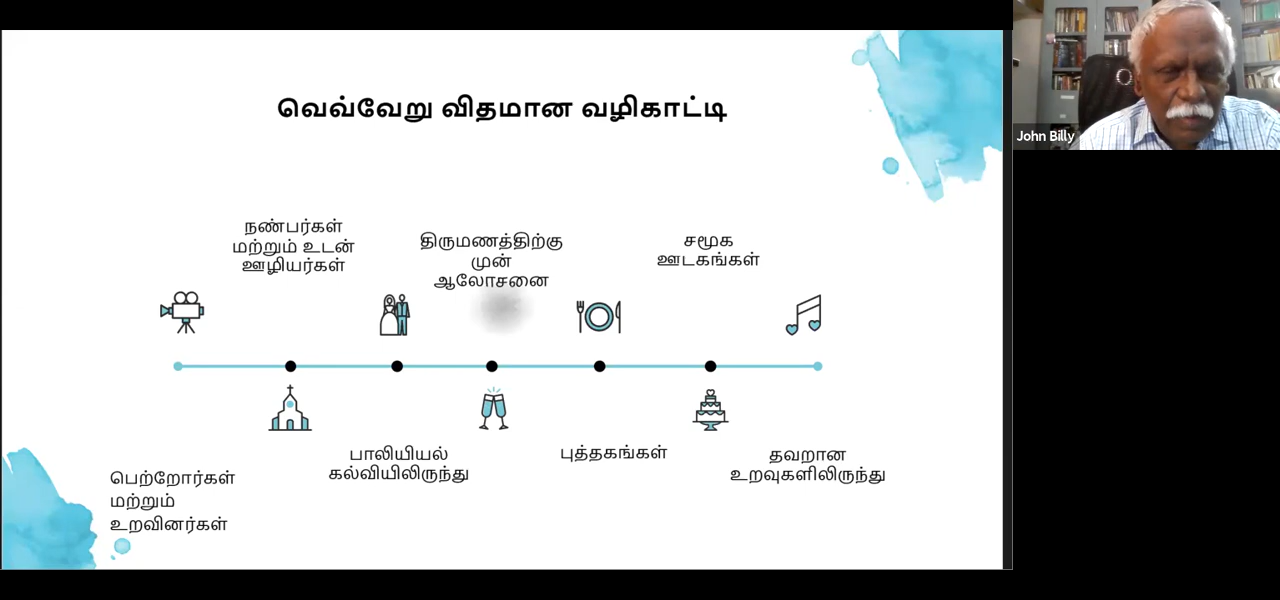 வெவ்வேறு விதமான வழிகாட்டி
John Billy
நண்பர்கள்
மற்றும் உடன்
ஊழியர்கள்
திருமணத்திற்கு
முன்
ஆலோசனை
சமூக
ஊடகங்கள்
பெற்றோர்கள்
மற்றும்
உறவினர்கள்
பாலியியல்
கல்வியிலிருந்து
புத்தகங்கள்
தவறான
உறவுகளிலிருந்து